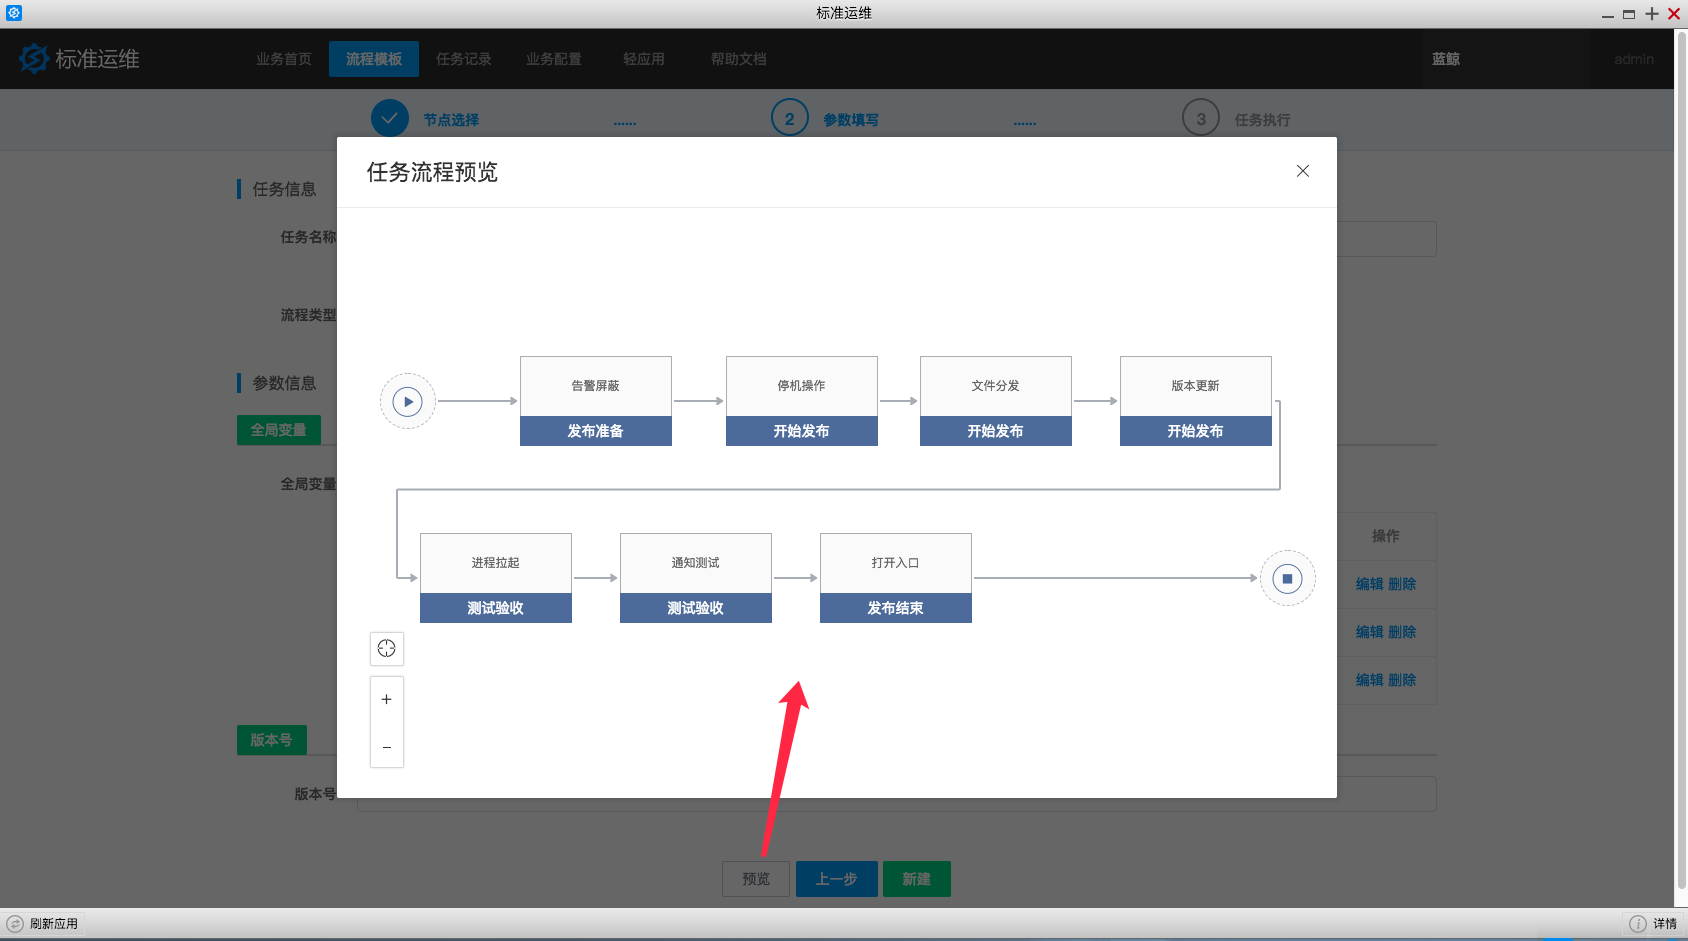 标准运维
标准运维
业务首页
流程模板
任务记录
业务配置
轻应用
帮助文档
蓝鲸
admin
节点选择
......
2
参数填写
......
3
任务执行
任务流程预览
任务信息
任务名称
流程类型
参数信息
全局变量
全局变量
告警屏蔽
发布准备
停机操作
开始发布
文件分发
开始发布
版本更新
开始发布
进程拉起
测试验收
通知测试
测试验收
打开入口
发布结束
操作
编辑 删除
编辑 删除
编辑 删除
版本号
版本号
预览
上一步
新建
刷新应用
详情